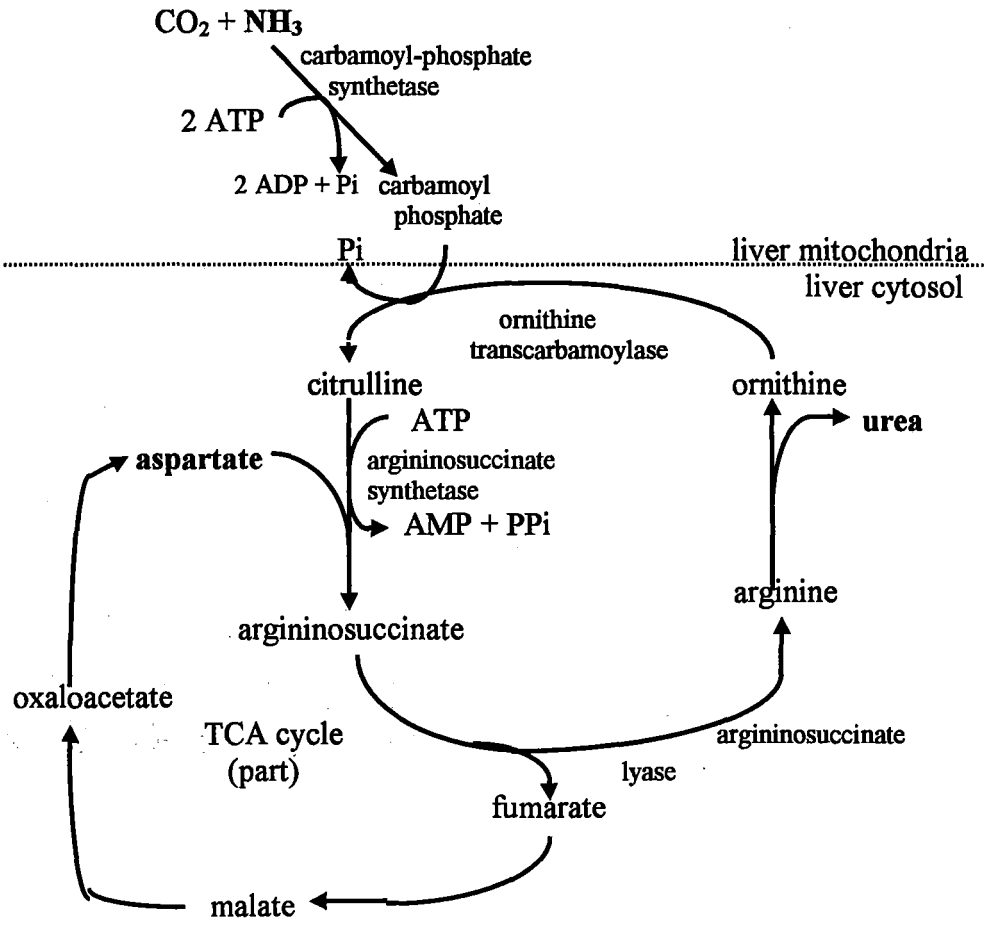 CO₂ + NH₃
carbamoyl-phosphate
synthetase
2 ATP
2 ADP + Pi
carbamoyl
phosphate
Pi
liver mitochondria
liver cytosol
ornithine
transcarbamoylase
citrulline
ornithine
ATP
urea
aspartate
argininosuccinate
synthetase
AMP + PPi
arginine
argininosuccinate
oxaloacetate
TCA cycle
(part)
argininosuccinate
lyase
fumarate
malate